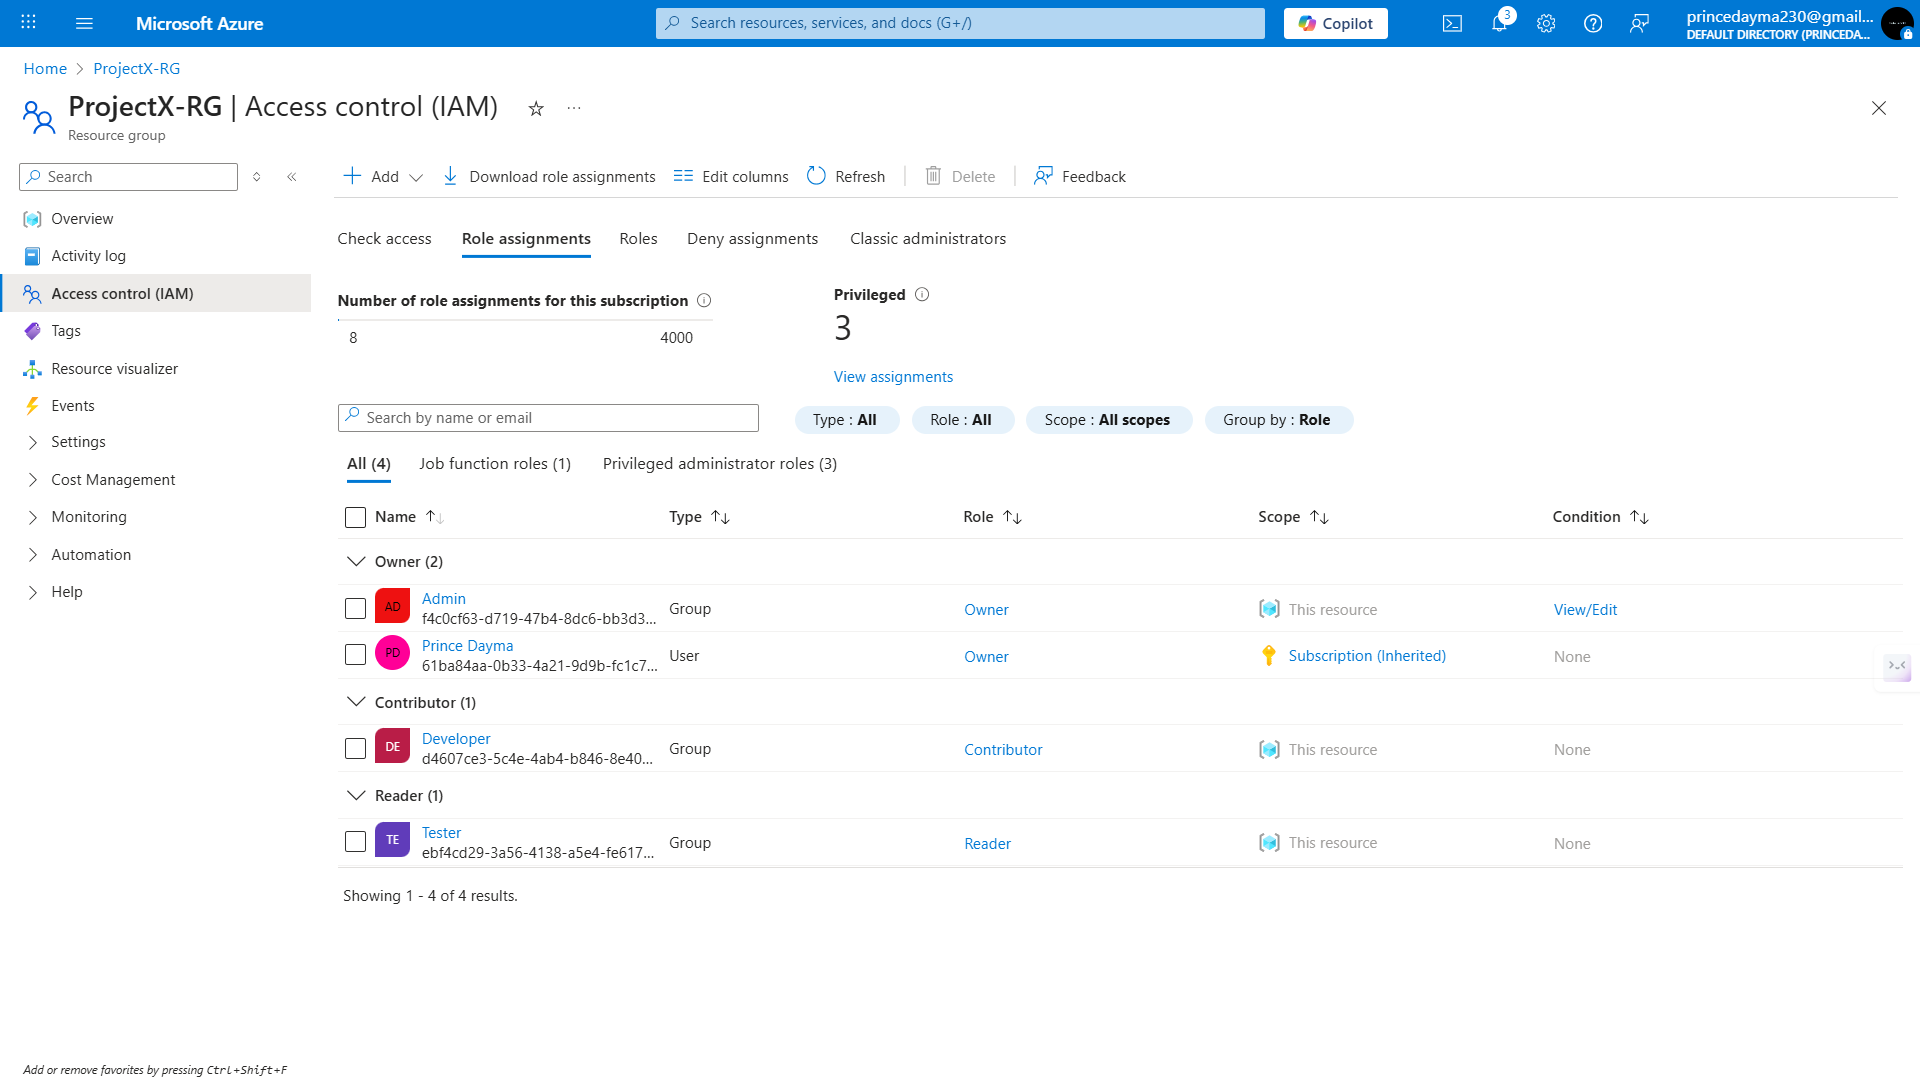 Microsoft Azure
Search resources, services, and docs (G+/)
Copilot
3
princedayma230@gmail...
DEFAULT DIRECTORY (PRINCEDA...
Home > ProjectX-RG
ProjectX-RG | Access control (IAM)
Resource group
Search
Add
Download role assignments
Edit columns
Refresh
Delete
Feedback
Overview
Activity log
Access control (IAM)
Tags
Resource visualizer
Events
Settings
Cost Management
Monitoring
Automation
Help
Check access
Role assignments
Roles
Deny assignments
Classic administrators
Number of role assignments for this subscription
8
4000
Privileged
3
View assignments
Search by name or email
Type : All
Role : All
Scope : All scopes
Group by : Role
All (4)
Job function roles (1)
Privileged administrator roles (3)
Name
Type
Role
Scope
Condition
Owner (2)
AD
Admin
f4c0cf63-d719-47b4-8dc6-bb3d3...
Group
Owner
This resource
View/Edit
PD
Prince Dayma
61ba84aa-0b33-4a21-9d9b-fc1c7...
User
Owner
Subscription (Inherited)
None
Contributor (1)
DE
Developer
d4607ce3-5c4e-4ab4-b846-8e40...
Group
Contributor
This resource
None
Reader (1)
TE
Tester
ebf4cd29-3a56-4138-a5e4-fe617...
Group
Reader
This resource
None
Showing 1 - 4 of 4 results.
Add or remove favorites by pressing Ctrl+Shift+F